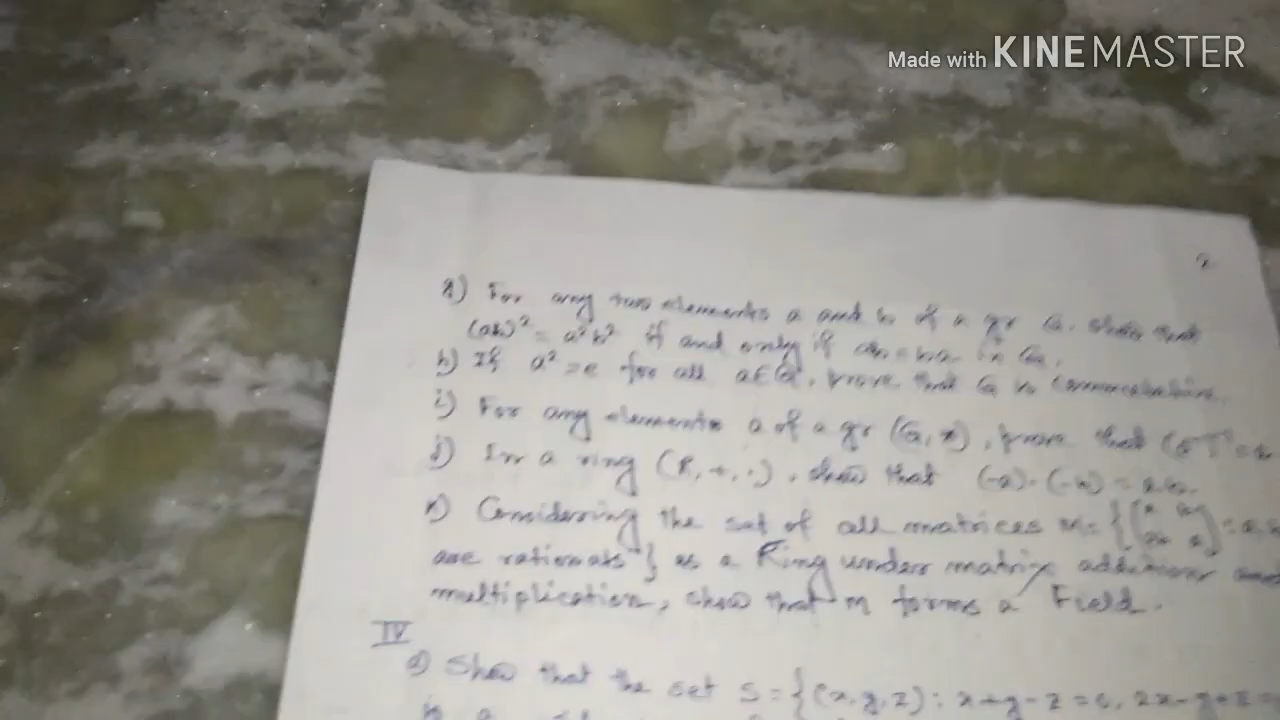 Made with KINEMASTER
g) For any two elements a and b of a gr G. Show that
(ab)² = a²b² if and only if ab = ba in G.
h) If a² = e for all a∈G, prove that G is commutative.
i) For any elements a of a gr (G, *), prove that
j) In a ring (R, +, ·), show that (-a)·(-b) = a.b.
k) Considering the set of all matrices M = {
are rationals} as a Ring under matrix addition and
multiplication, show that M forms a Field.
IV
a) Show that the set S = {(x, y, z) : x+y-z = 0, 2x-y+z =
is a